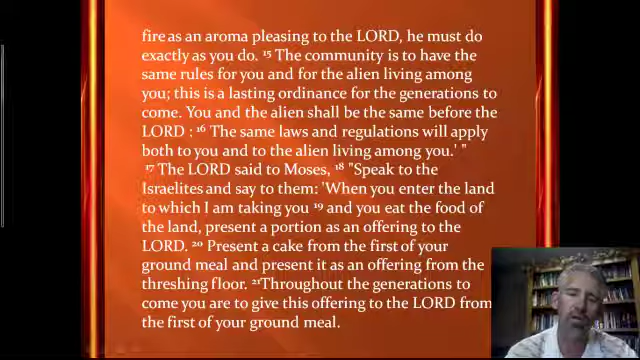 fire as an aroma pleasing to the LORD, he must do
exactly as you do. ¹⁵ The community is to have the
same rules for you and for the alien living among
you; this is a lasting ordinance for the generations to
come. You and the alien shall be the same before the
LORD : ¹⁶ The same laws and regulations will apply
both to you and to the alien living among you.' "
¹⁷ The LORD said to Moses, ¹⁸ "Speak to the
Israelites and say to them: 'When you enter the land
to which I am taking you ¹⁹ and you eat the food of
the land, present a portion as an offering to the
LORD. ²⁰ Present a cake from the first of your
ground meal and present it as an offering from the
threshing floor. ²¹Throughout the generations to
come you are to give this offering to the LORD from
the first of your ground meal.